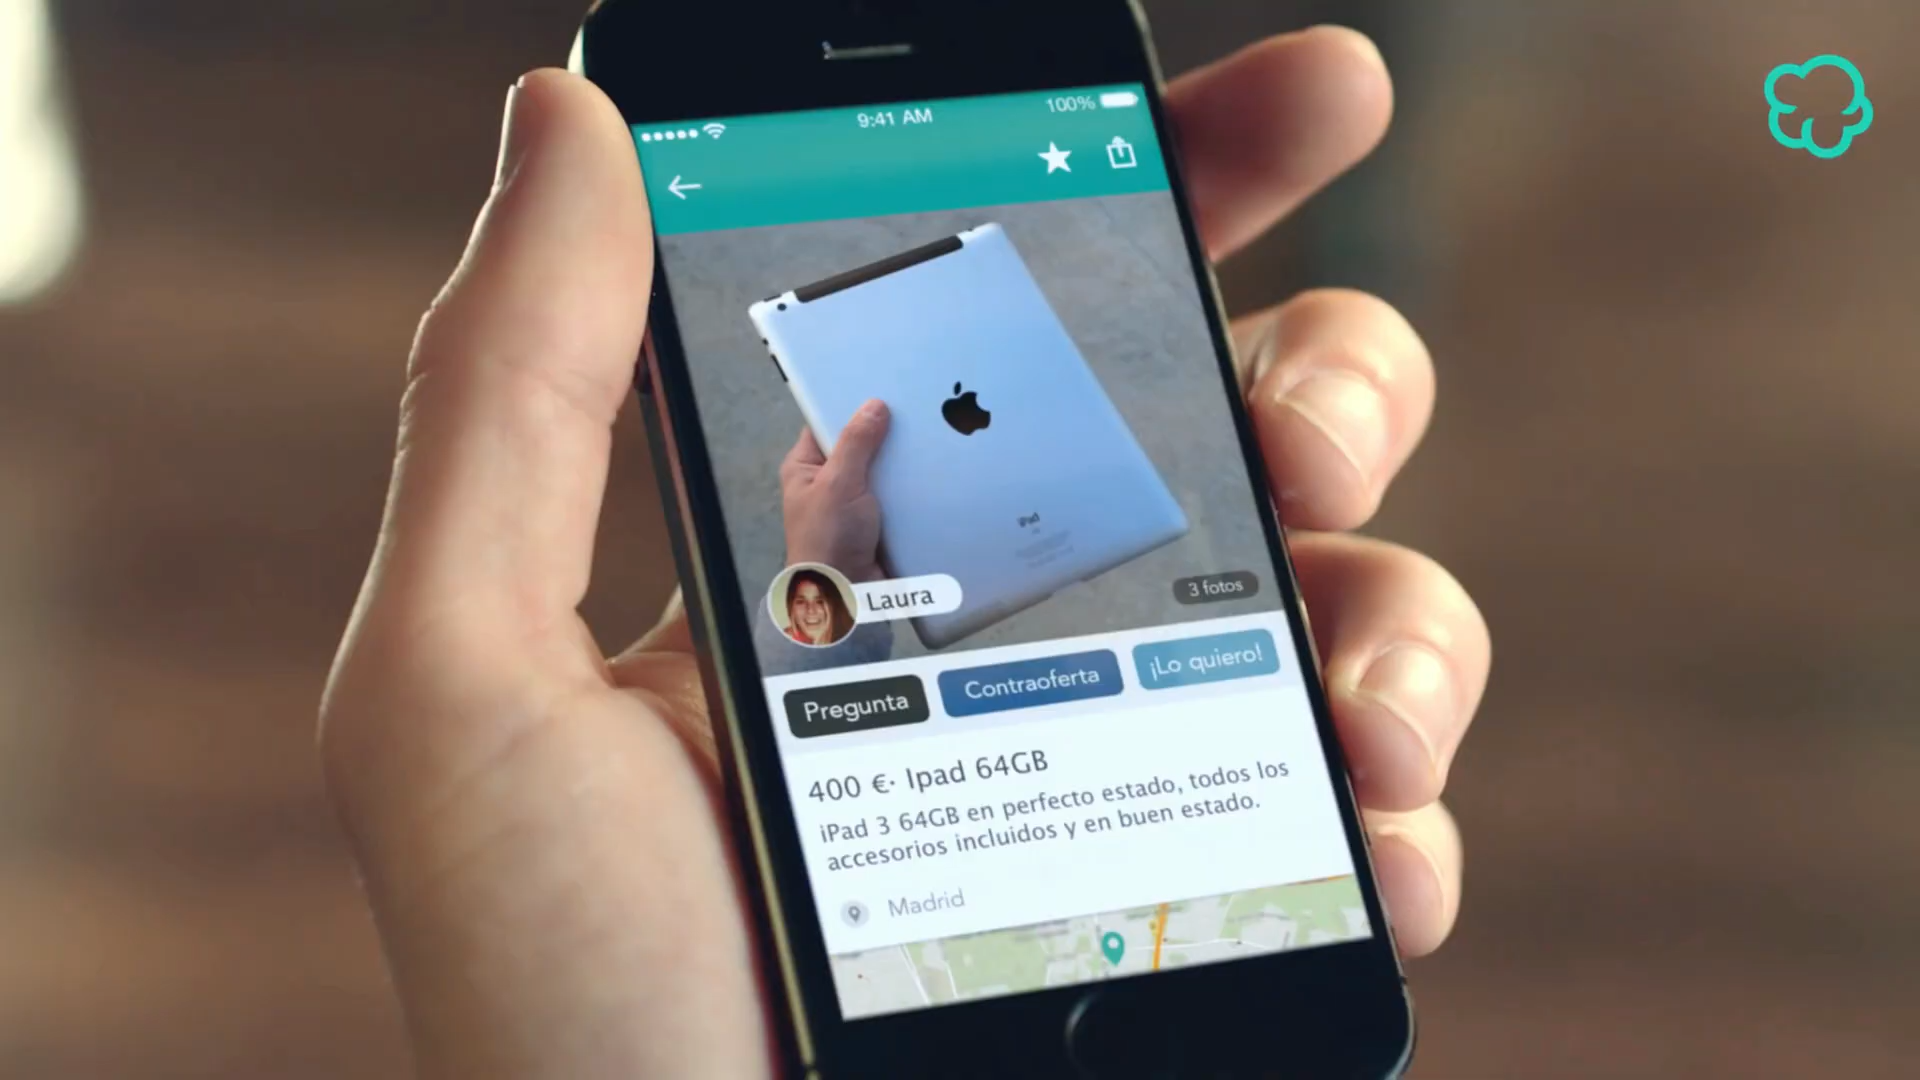 9:41 AM
100%
Laura
3 fotos
Pregunta
Contraoferta
¡Lo quiero!
400 €· Ipad 64GB
iPad 3 64GB en perfecto estado, todos los
accesorios incluidos y en buen estado.
Madrid
iPad